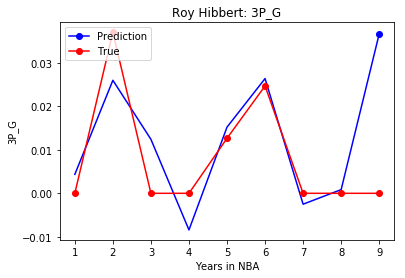 Roy Hibbert: 3P_G
Prediction
True
3P_G
0.03
0.02
0.01
0.00
−0.01
1 2 3 4 5 6 7 8 9
Years in NBA